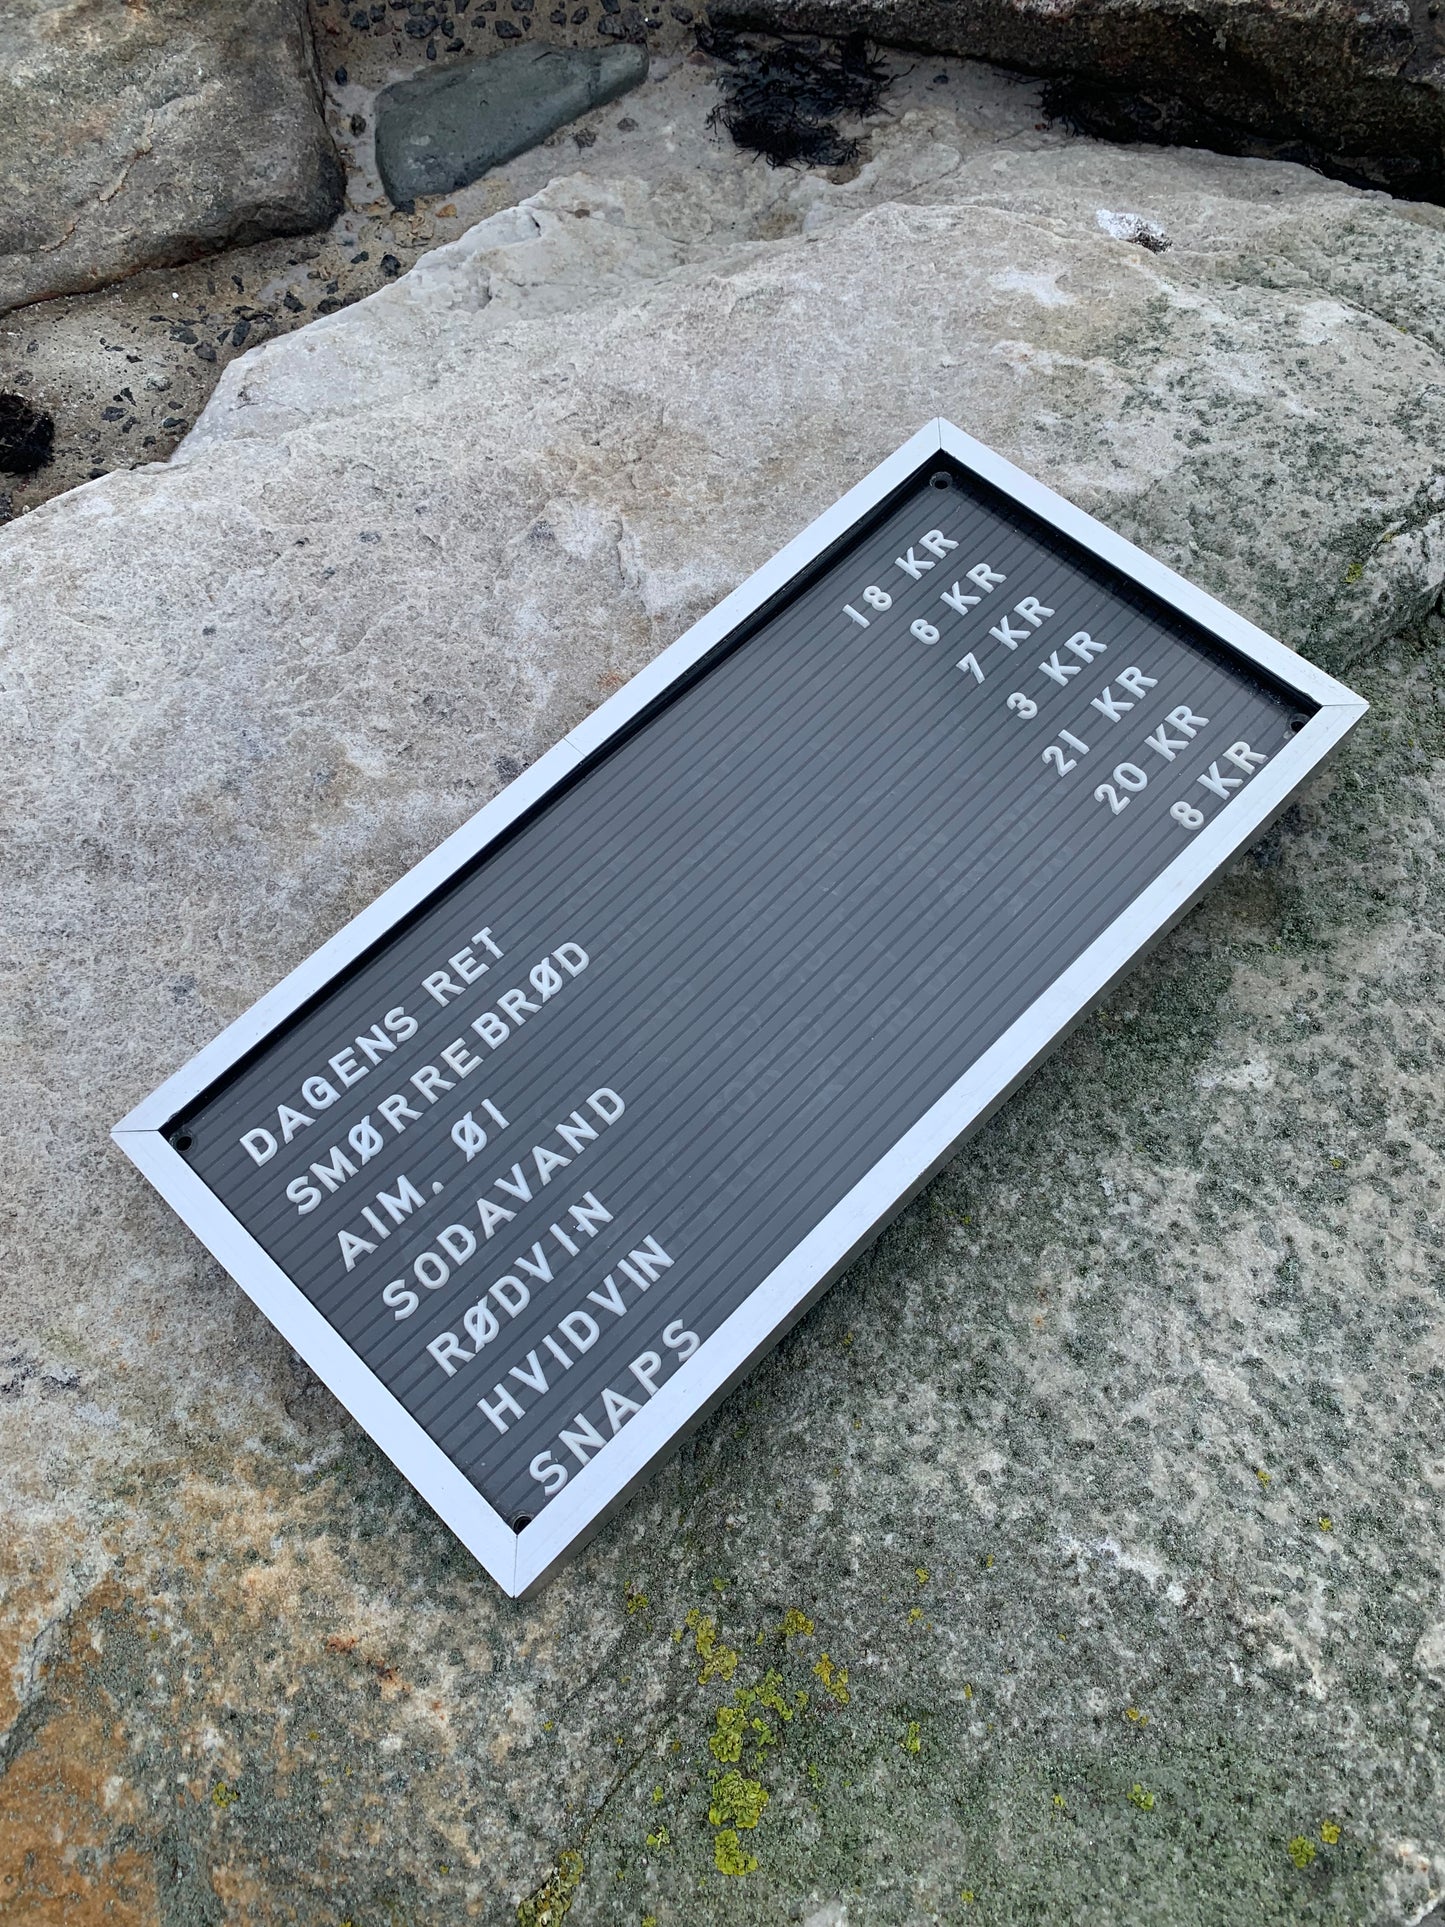 DAGENS RET 18 KR
SMØRREBRØD 6 KR
AIM. ØI 7 KR
SODAVAND 3 KR
RØDVIN 21 KR
HVIDVIN 20 KR
SNAPS 8 KR